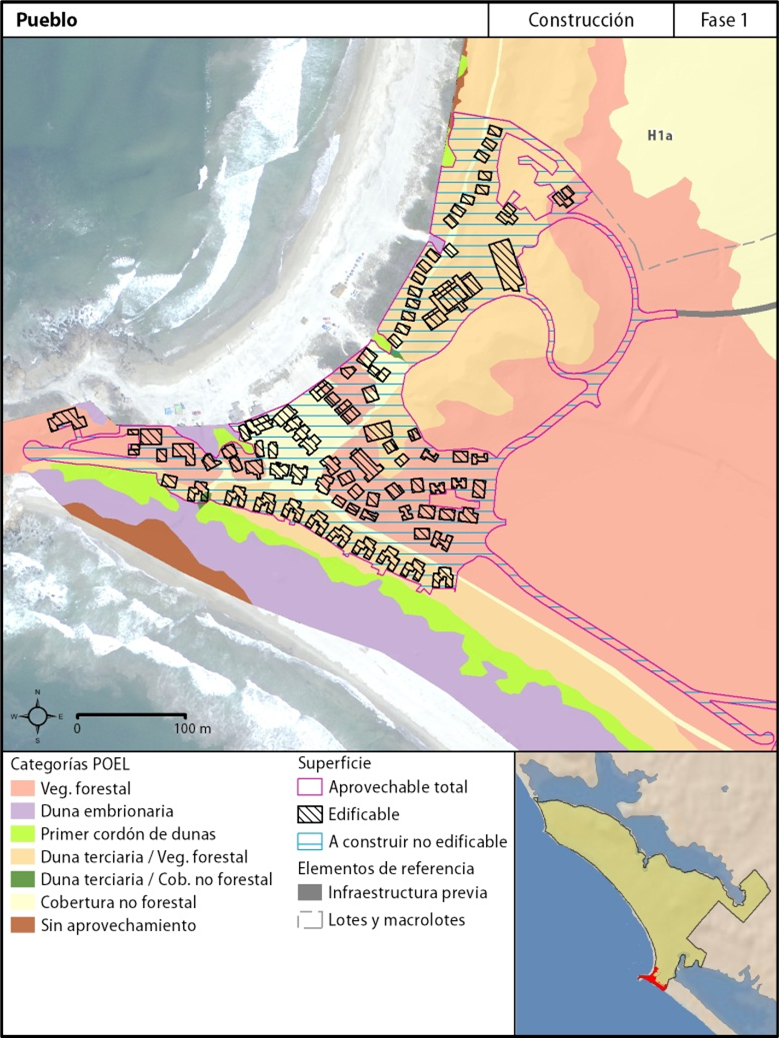 Pueblo
Construcción
Fase 1
H1a
N
W
E
S
0
100 m
Categorías POEL
Veg. forestal
Duna embrionaria
Primer cordón de dunas
Duna terciaria / Veg. forestal
Duna terciaria / Cob. no forestal
Cobertura no forestal
Sin aprovechamiento
Superficie
Aprovechable total
Edificable
A construir no edificable
Elementos de referencia
Infraestructura previa
Lotes y macrolotes